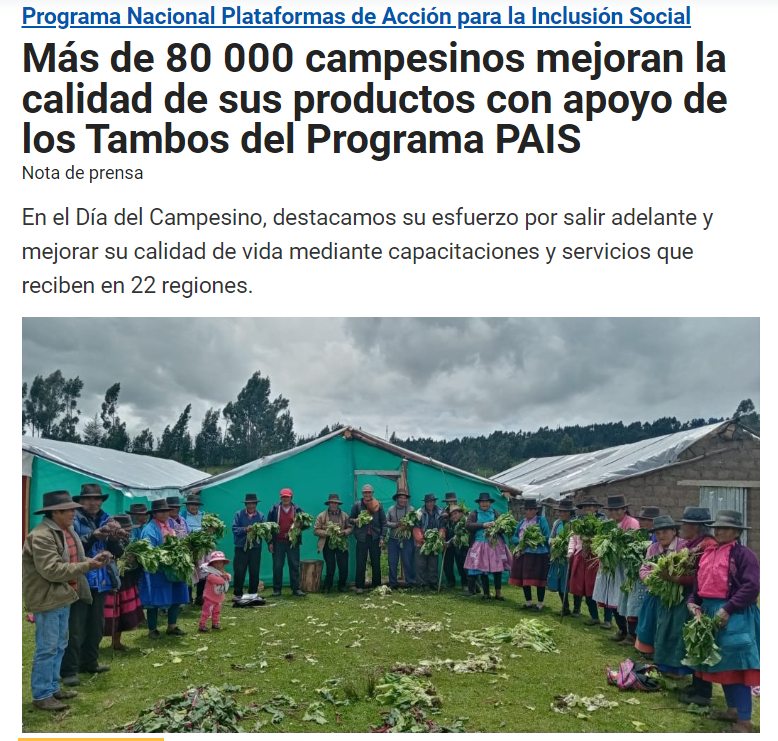 Programa Nacional Plataformas de Acción para la Inclusión Social
Más de 80 000 campesinos mejoran la
calidad de sus productos con apoyo de
los Tambos del Programa PAIS
Nota de prensa
En el Día del Campesino, destacamos su esfuerzo por salir adelante y
mejorar su calidad de vida mediante capacitaciones y servicios que
reciben en 22 regiones.